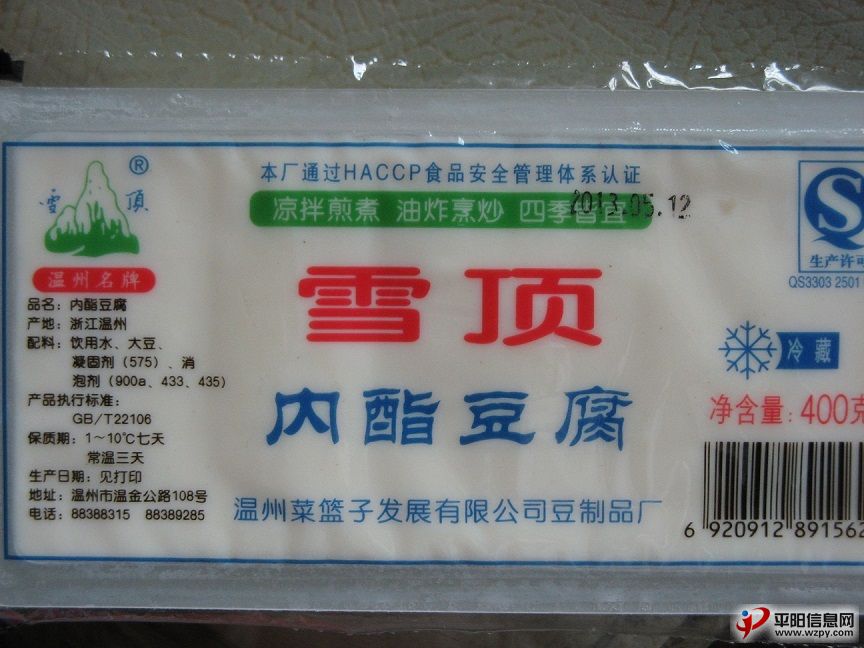 本厂通过HACCP食品安全管理体系认证
凉拌煎煮 油炸烹炒 四季皆宜
2013.05.12
雪顶
®
温州名牌
品名：内酯豆腐
产地：浙江温州
配料：饮用水、大豆、
凝固剂（575）、消
泡剂（900a、433、435）
产品执行标准：
GB/T22106
保质期：1～10℃七天
常温三天
生产日期：见打印
地址：温州市温金公路108号
电话：88388315 88389285
雪顶
内酯豆腐
温州菜篮子发展有限公司豆制品厂
生产许可
QS3303 2501
冷藏
净含量：400克
6 920912 891562
平阳信息网
www.wzpy.com